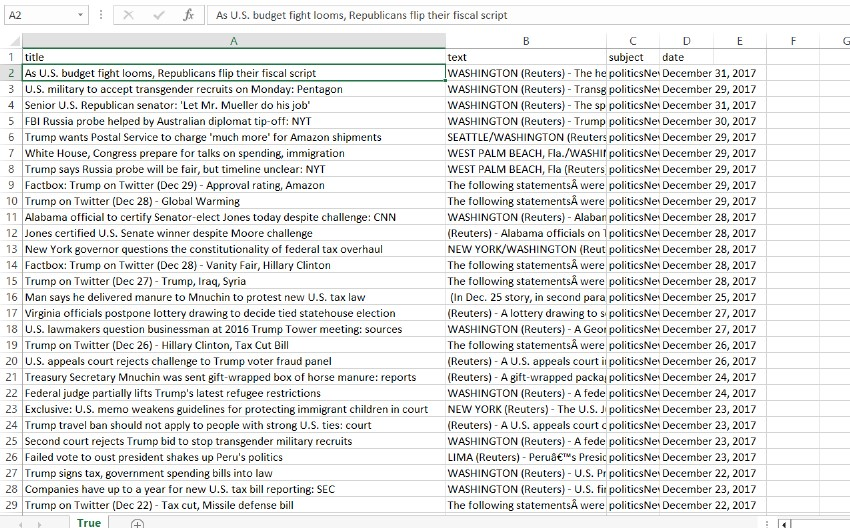 A2 fx As U.S. budget fight looms, Republicans flip their fiscal script
A B C D E F G
1 title text subject date
2 As U.S. budget fight looms, Republicans flip their fiscal script WASHINGTON (Reuters) - The he politicsNe December 31, 2017
3 U.S. military to accept transgender recruits on Monday: Pentagon WASHINGTON (Reuters) - Transg politicsNe December 29, 2017
4 Senior U.S. Republican senator: 'Let Mr. Mueller do his job' WASHINGTON (Reuters) - The sp politicsNe December 31, 2017
5 FBI Russia probe helped by Australian diplomat tip-off: NYT WASHINGTON (Reuters) - Trump politicsNe December 30, 2017
6 Trump wants Postal Service to charge 'much more' for Amazon shipments SEATTLE/WASHINGTON (Reuters politicsNe December 29, 2017
7 White House, Congress prepare for talks on spending, immigration WEST PALM BEACH, Fla./WASHIN politicsNe December 29, 2017
8 Trump says Russia probe will be fair, but timeline unclear: NYT WEST PALM BEACH, Fla (Reuters politicsNe December 29, 2017
9 Factbox: Trump on Twitter (Dec 29) - Approval rating, Amazon The following statementsÂ were politicsNe December 29, 2017
10 Trump on Twitter (Dec 28) - Global Warming The following statementsÂ were politicsNe December 29, 2017
11 Alabama official to certify Senator-elect Jones today despite challenge: CNN WASHINGTON (Reuters) - Alabar politicsNe December 28, 2017
12 Jones certified U.S. Senate winner despite Moore challenge (Reuters) - Alabama officials on politicsNe December 28, 2017
13 New York governor questions the constitutionality of federal tax overhaul NEW YORK/WASHINGTON (Reut politicsNe December 28, 2017
14 Factbox: Trump on Twitter (Dec 28) - Vanity Fair, Hillary Clinton The following statementsÂ were politicsNe December 28, 2017
15 Trump on Twitter (Dec 27) - Trump, Iraq, Syria The following statementsÂ were politicsNe December 28, 2017
16 Man says he delivered manure to Mnuchin to protest new U.S. tax law (In Dec. 25 story, in second para politicsNe December 25, 2017
17 Virginia officials postpone lottery drawing to decide tied statehouse election (Reuters) - A lottery drawing to s politicsNe December 27, 2017
18 U.S. lawmakers question businessman at 2016 Trump Tower meeting: sources WASHINGTON (Reuters) - A Geor politicsNe December 27, 2017
19 Trump on Twitter (Dec 26) - Hillary Clinton, Tax Cut Bill The following statementsÂ were politicsNe December 26, 2017
20 U.S. appeals court rejects challenge to Trump voter fraud panel (Reuters) - A U.S. appeals court i politicsNe December 26, 2017
21 Treasury Secretary Mnuchin was sent gift-wrapped box of horse manure: reports (Reuters) - A gift-wrapped packa politicsNe December 24, 2017
22 Federal judge partially lifts Trump's latest refugee restrictions WASHINGTON (Reuters) - A fede politicsNe December 24, 2017
23 Exclusive: U.S. memo weakens guidelines for protecting immigrant children in court NEW YORK (Reuters) - The U.S. J politicsNe December 23, 2017
24 Trump travel ban should not apply to people with strong U.S. ties: court (Reuters) - A U.S. appeals court o politicsNe December 23, 2017
25 Second court rejects Trump bid to stop transgender military recruits WASHINGTON (Reuters) - A fede politicsNe December 23, 2017
26 Failed vote to oust president shakes up Peru's politics LIMA (Reuters) - Peruâ€™s Presic politicsNe December 23, 2017
27 Trump signs tax, government spending bills into law WASHINGTON (Reuters) - U.S. Pr politicsNe December 22, 2017
28 Companies have up to a year for new U.S. tax bill reporting: SEC WASHINGTON (Reuters) - U.S. fir politicsNe December 22, 2017
29 Trump on Twitter (Dec 22) - Tax cut, Missile defense bill The following statementsÂ were politicsNe December 22, 2017
True